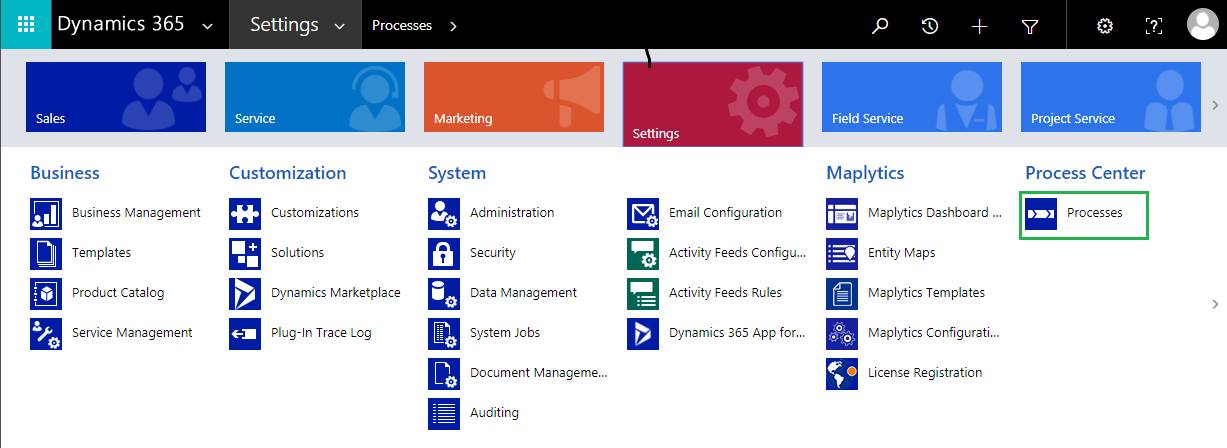 Dynamics 365
Settings
Processes
Sales
Service
Marketing
Settings
Field Service
Project Service
Business
Business Management
Templates
Product Catalog
Service Management
Customization
Customizations
Solutions
Dynamics Marketplace
Plug-In Trace Log
System
Administration
Security
Data Management
System Jobs
Document Manageme...
Auditing
Email Configuration
Activity Feeds Configu...
Activity Feeds Rules
Dynamics 365 App for...
Maplytics
Maplytics Dashboard ...
Entity Maps
Maplytics Templates
Maplytics Configurati...
License Registration
Process Center
Processes